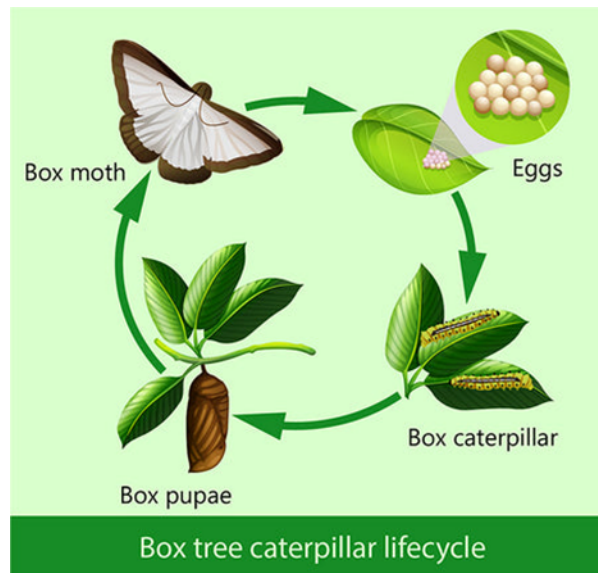 Box moth
Eggs
Box caterpillar
Box pupae
Box tree caterpillar lifecycle